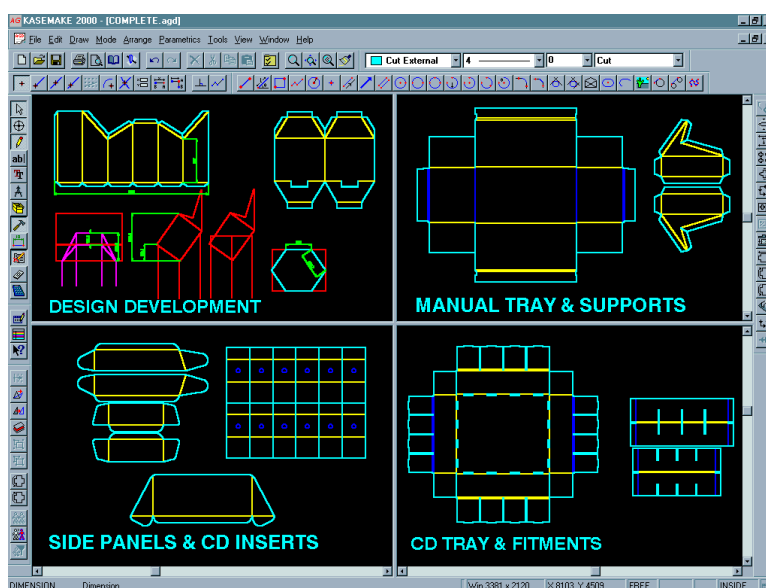 AG KASEMAKE 2000 - [COMPLETE.agd]
File Edit Draw Mode Arrange Parametrics Tools View Window Help
Cut External 4 0 Cut
ab|
DESIGN DEVELOPMENT
MANUAL TRAY & SUPPORTS
SIDE PANELS & CD INSERTS
CD TRAY & FITMENTS
DIMENSION Dimension Win 3381 x 2120 X 8103 Y 4509 FREE INSIDE